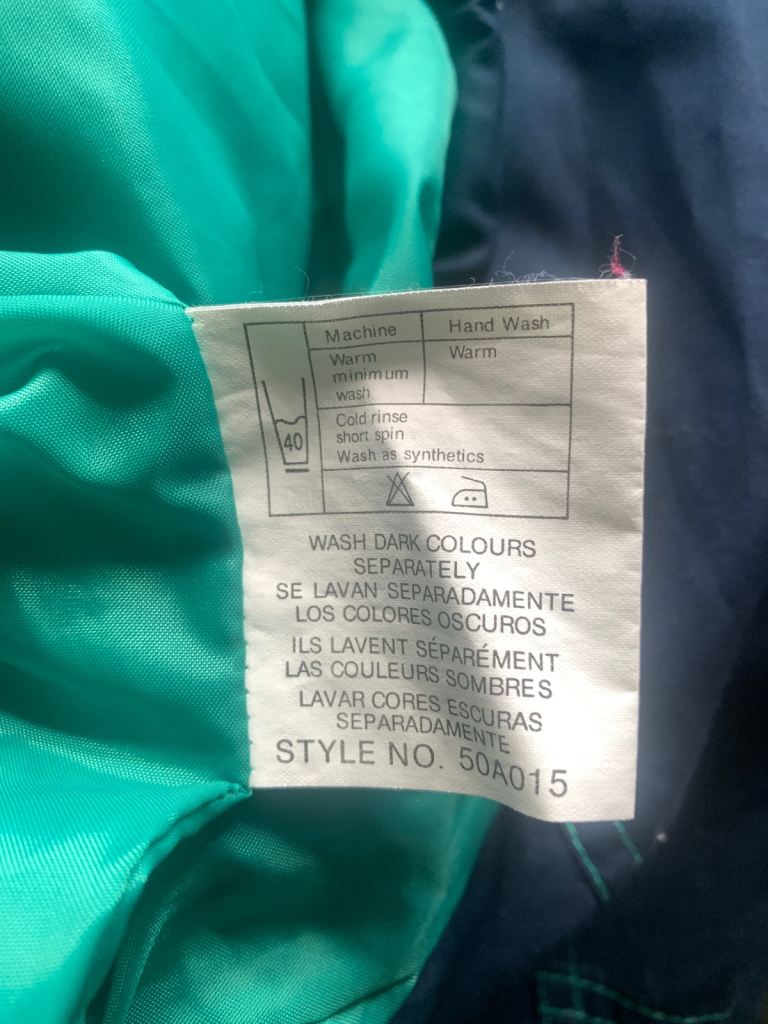 Machine
Hand Wash
Warm
minimum
wash
Warm
40
Cold rinse
short spin
Wash as synthetics
WASH DARK COLOURS
SEPARATELY
SE LAVAN SEPARADAMENTE
LOS COLORES OSCUROS
ILS LAVENT SÉPARÉMENT
LAS COULEURS SOMBRES
LAVAR CORES ESCURAS
SEPARADAMENTE
STYLE NO. 50A015